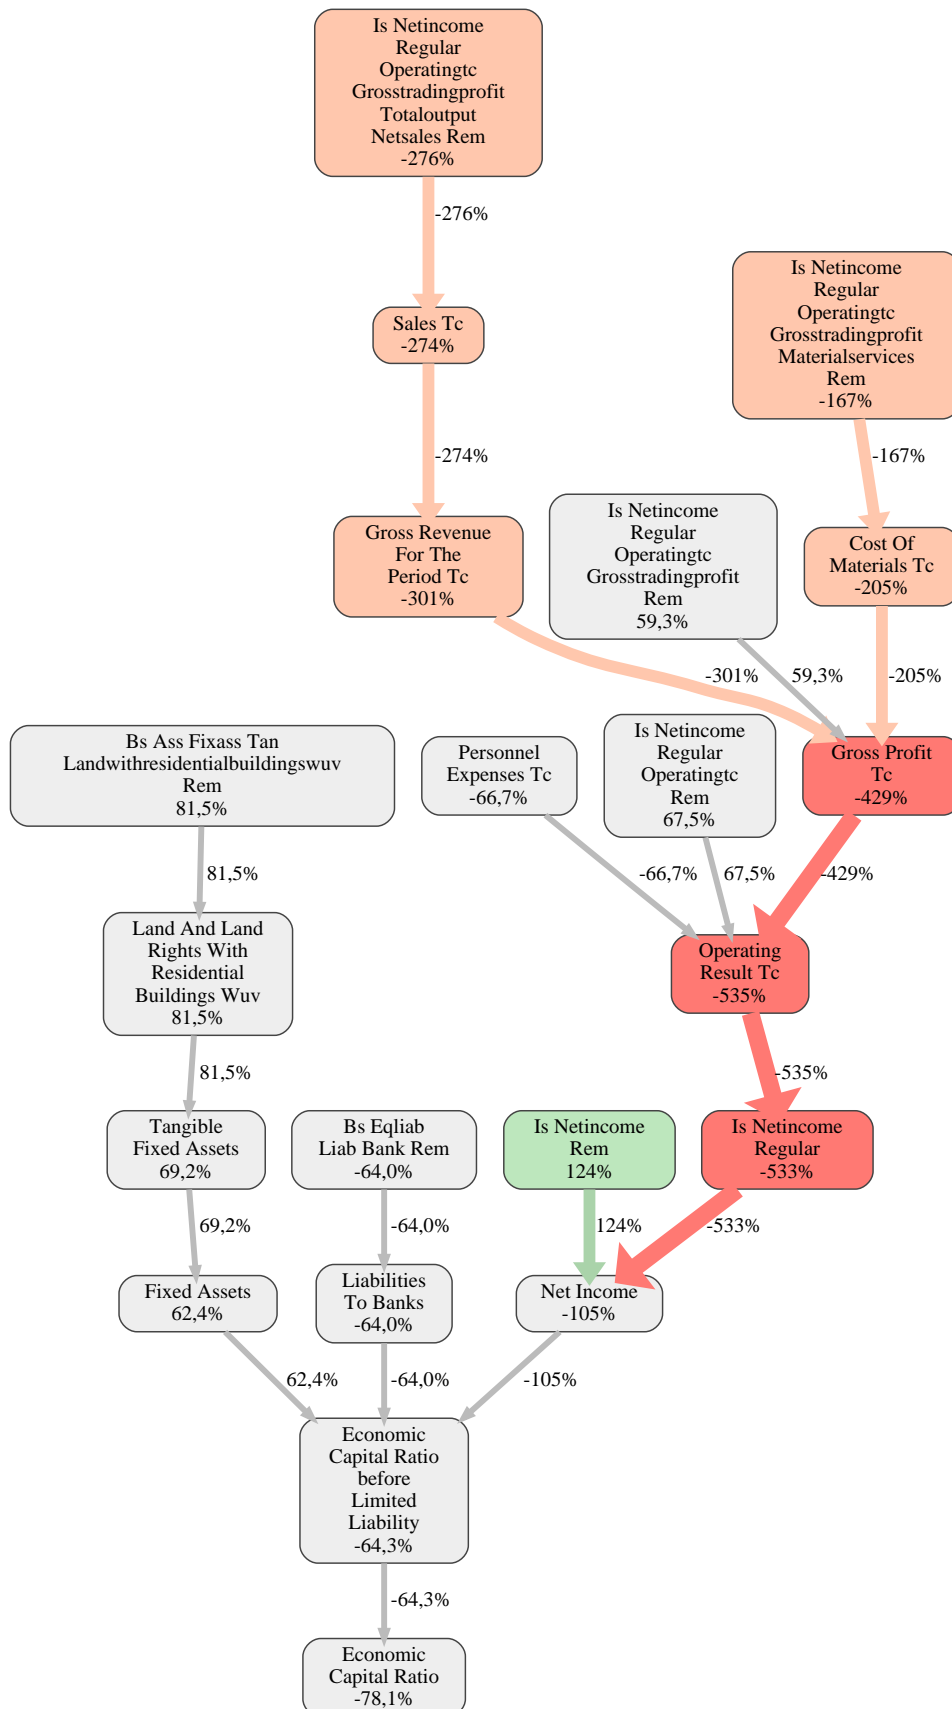 Is Netincome
Regular
Operatingtc
Grosstradingprofit
Totaloutput
Netsales Rem
-276%
-276%
Sales Tc
-274%
Is Netincome
Regular
Operatingtc
Grosstradingprofit
Materialservices
Rem
-167%
-274%
-167%
Gross Revenue
For The
Period Tc
-301%
Is Netincome
Regular
Operatingtc
Grosstradingprofit
Rem
59,3%
Cost Of
Materials Tc
-205%
-301%
59,3%
-205%
Bs Ass Fixass Tan
Landwithresidentialbuildingswuv
Rem
81,5%
Personnel
Expenses Tc
-66,7%
Is Netincome
Regular
Operatingtc
Rem
67,5%
Gross Profit
Tc
-429%
81,5%
-66,7%
67,5%
-429%
Land And Land
Rights With
Residential
Buildings Wuv
81,5%
Operating
Result Tc
-535%
81,5%
-535%
Tangible
Fixed Assets
69,2%
Bs Eqliab
Liab Bank Rem
-64,0%
Is Netincome
Rem
124%
Is Netincome
Regular
-533%
69,2%
-64,0%
124%
-533%
Fixed Assets
62,4%
Liabilities
To Banks
-64,0%
Net Income
-105%
62,4%
-64,0%
-105%
Economic
Capital Ratio
before
Limited
Liability
-64,3%
-64,3%
Economic
Capital Ratio
-78,1%